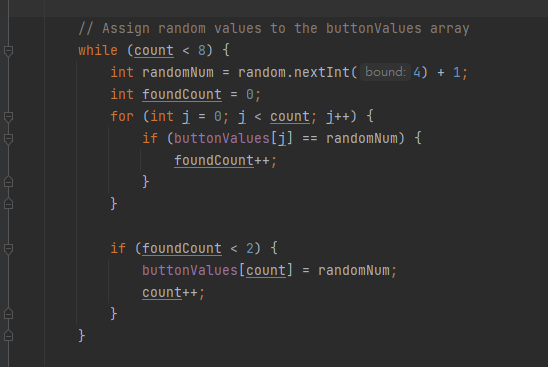 // Assign random values to the buttonValues array
while (count < 8) {
    int randomNum = random.nextInt( bound: 4) + 1;
    int foundCount = 0;
    for (int j = 0; j < count; j++) {
        if (buttonValues[j] == randomNum) {
            foundCount++;
        }
    }

    if (foundCount < 2) {
        buttonValues[count] = randomNum;
        count++;
    }
}